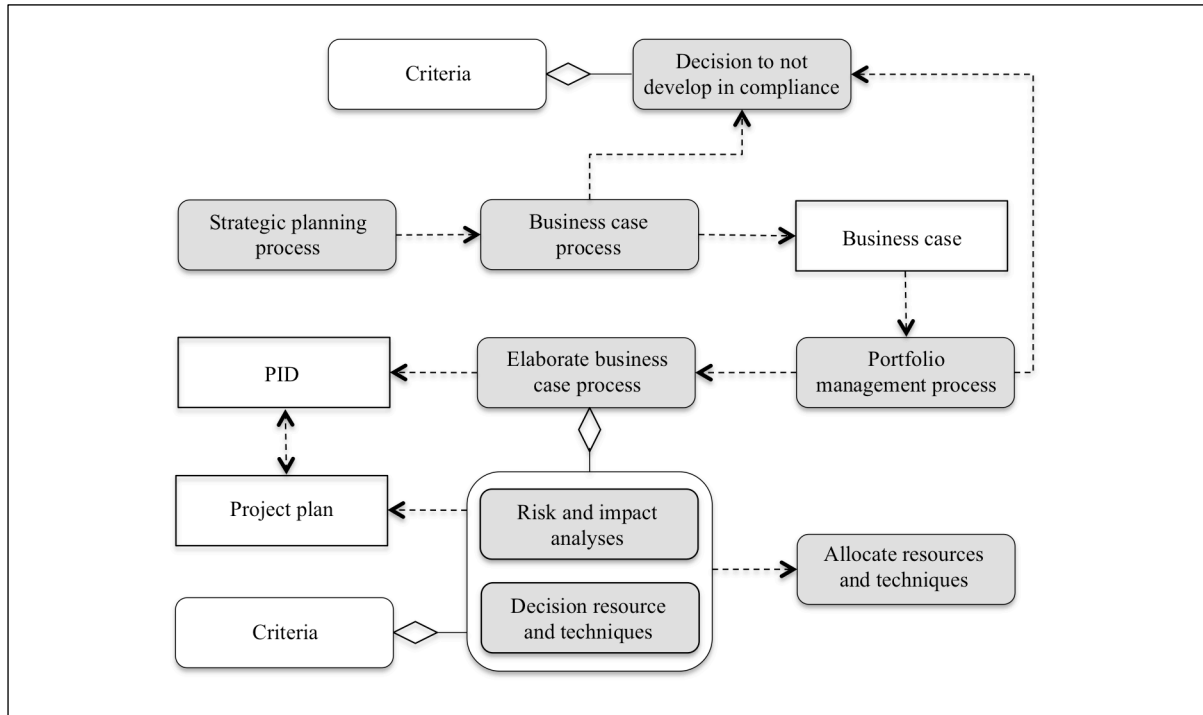 Criteria
Decision to not
develop in compliance
Strategic planning
process
Business case
process
Business case
PID
Elaborate business
case process
Portfolio
management process
Project plan
Risk and impact
analyses
Allocate resources
and techniques
Criteria
Decision resource
and techniques